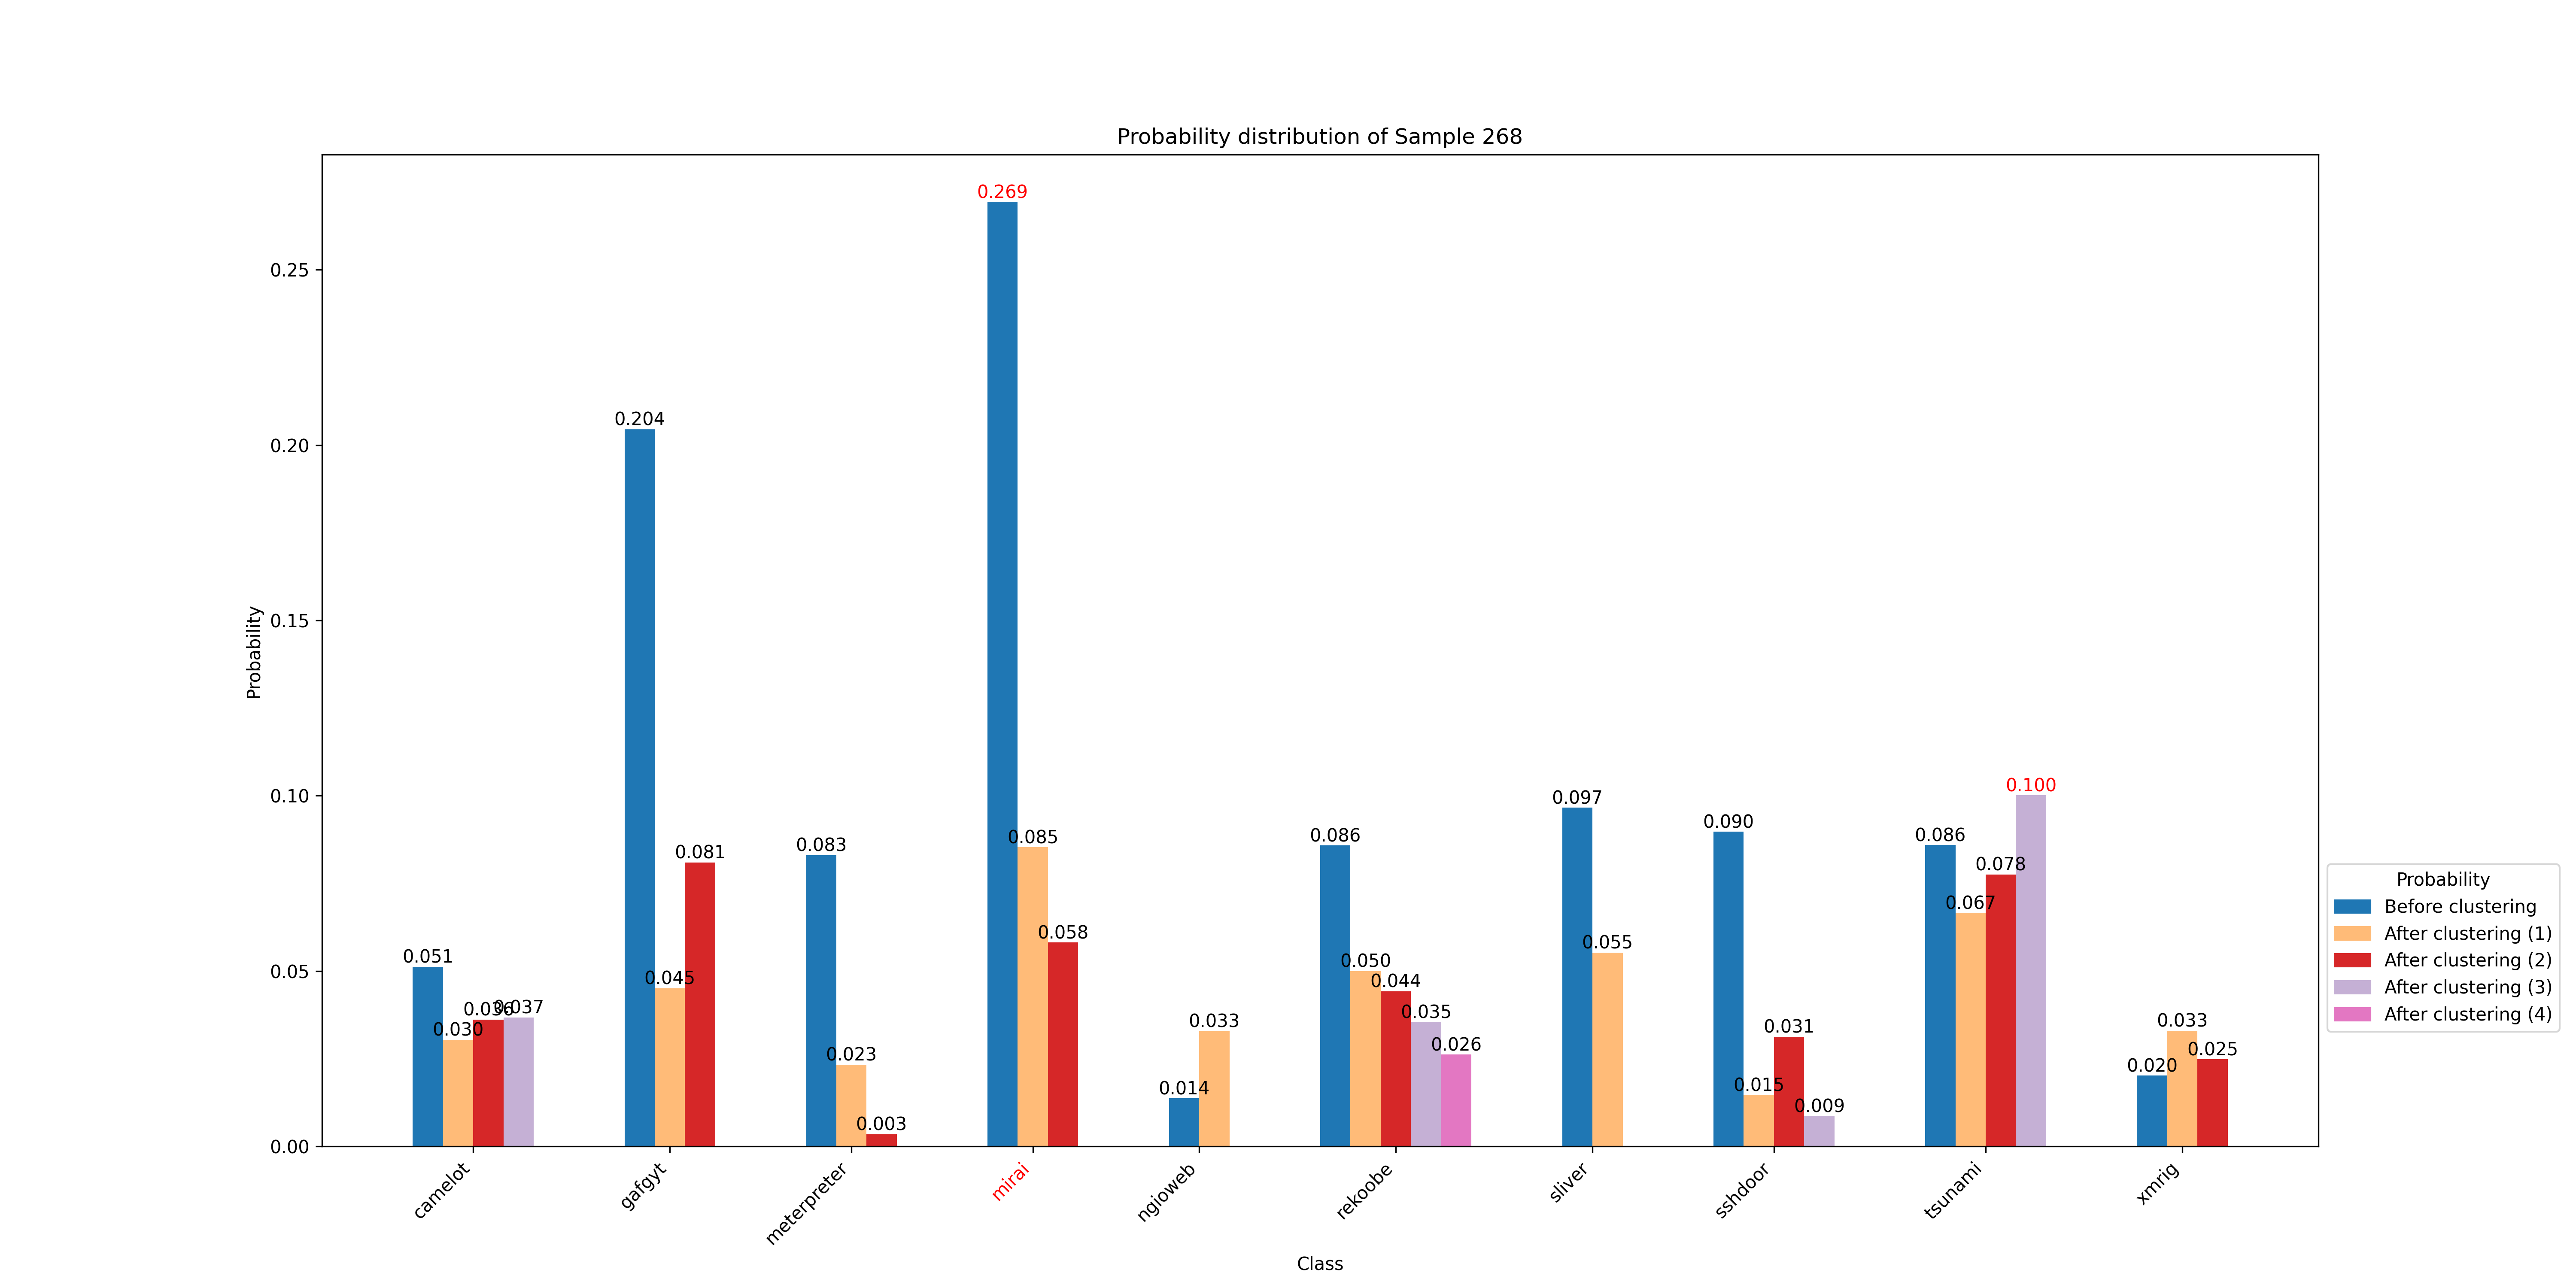 Probability distribution of Sample 268
Probability
0.25
0.20
0.15
0.10
0.05
0.00
0.051
0.030
0.036
0.037
0.204
0.045
0.081
0.083
0.023
0.003
0.269
0.085
0.058
0.014
0.033
0.086
0.050
0.044
0.035
0.026
0.097
0.055
0.090
0.015
0.031
0.009
0.086
0.067
0.078
0.100
0.020
0.033
0.025
camelot
gafgyt
meterpreter
mirai
ngioweb
rekoobe
sliver
sshdoor
tsunami
xmrig
Class
Probability
Before clustering
After clustering (1)
After clustering (2)
After clustering (3)
After clustering (4)